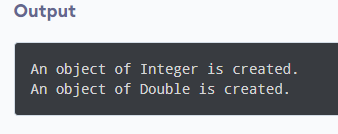 Output
An object of Integer is created.
An object of Double is created.